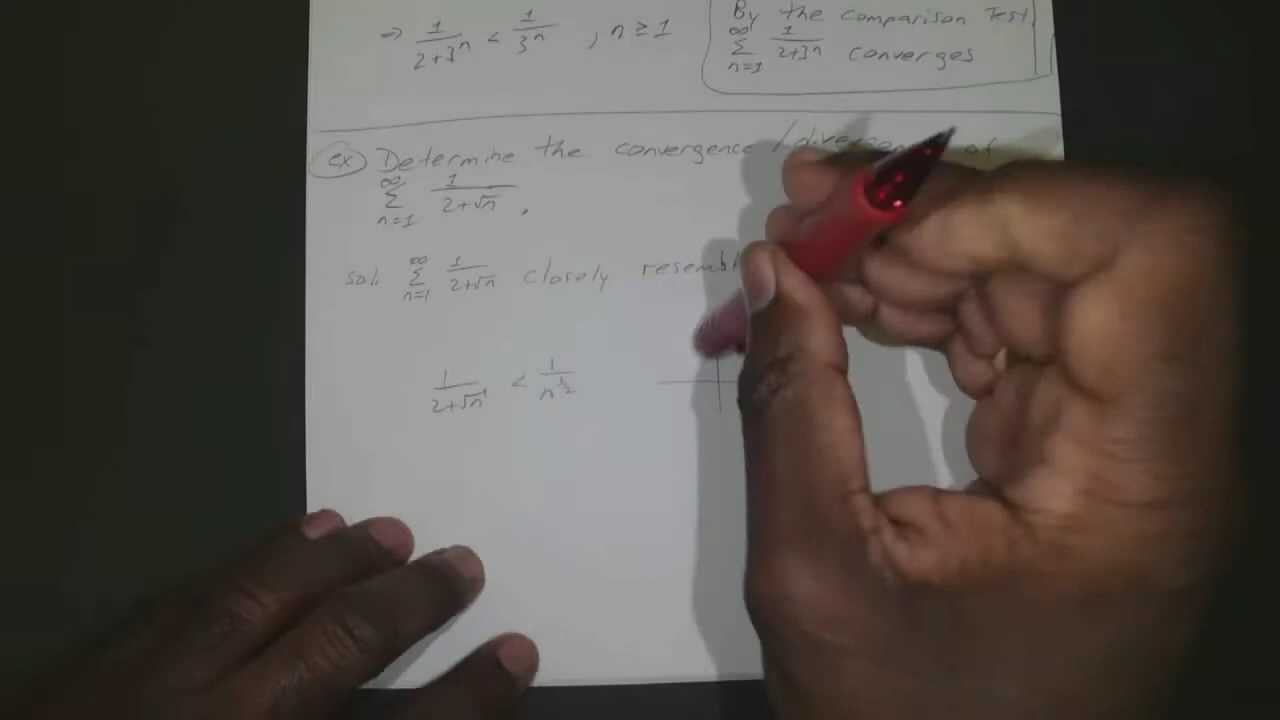 ⇒ 1/(2+3^n) < 1/3^n , n ≥ 1
By the comparison Test,
∞ Σ n=1 1/(2+3^n) converges
ex Determine the convergence / of
∞ Σ n=1 1/(2+√n) .
sol: ∞ Σ n=1 1/(2+√n) closely
1/(2+√n) < 1/n^(1/2)